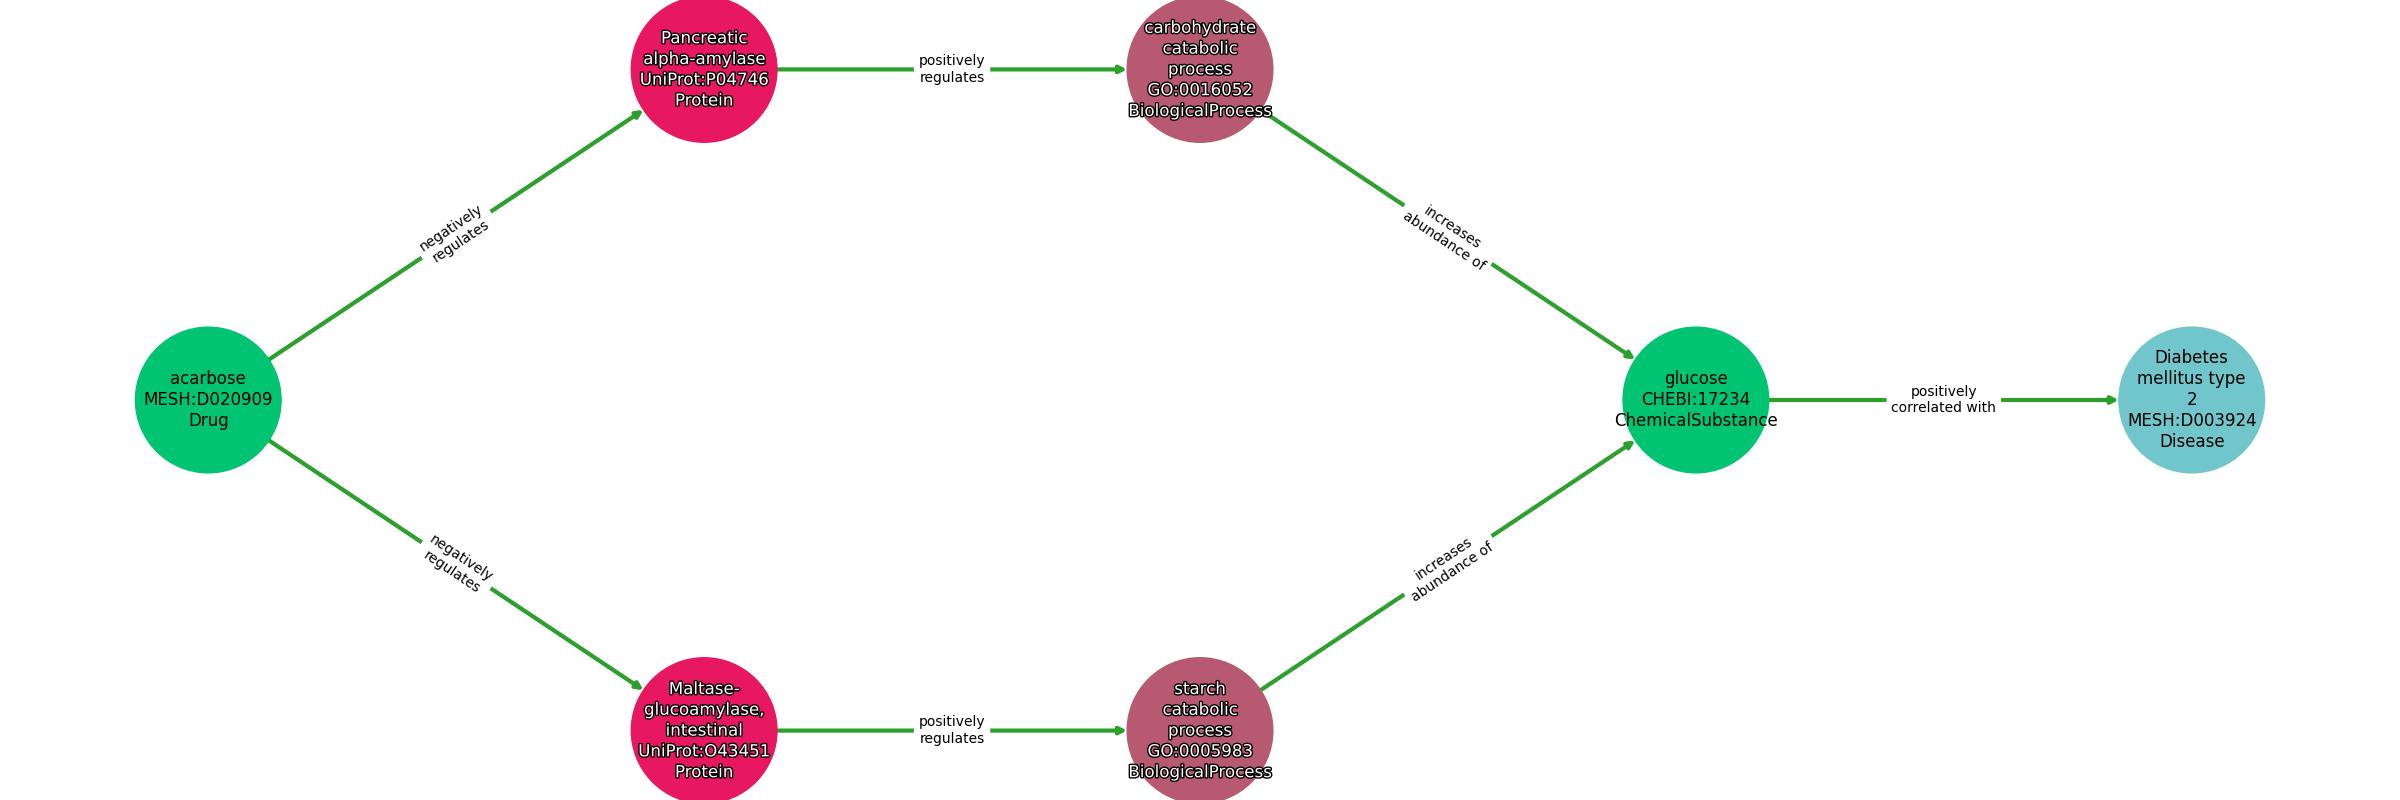 Pancreatic
alpha-amylase
UniProt:P04746
Protein
positively
regulates
carbohydrate
catabolic
process
GO:0016052
BiologicalProcess
negatively
regulates
increases
abundance of
acarbose
MESH:D020909
Drug
glucose
CHEBI:17234
ChemicalSubstance
positively
correlated with
Diabetes
mellitus type
2
MESH:D003924
Disease
negatively
regulates
increases
abundance of
Maltase-
glucoamylase,
intestinal
UniProt:O43451
Protein
positively
regulates
starch
catabolic
process
GO:0005983
BiologicalProcess